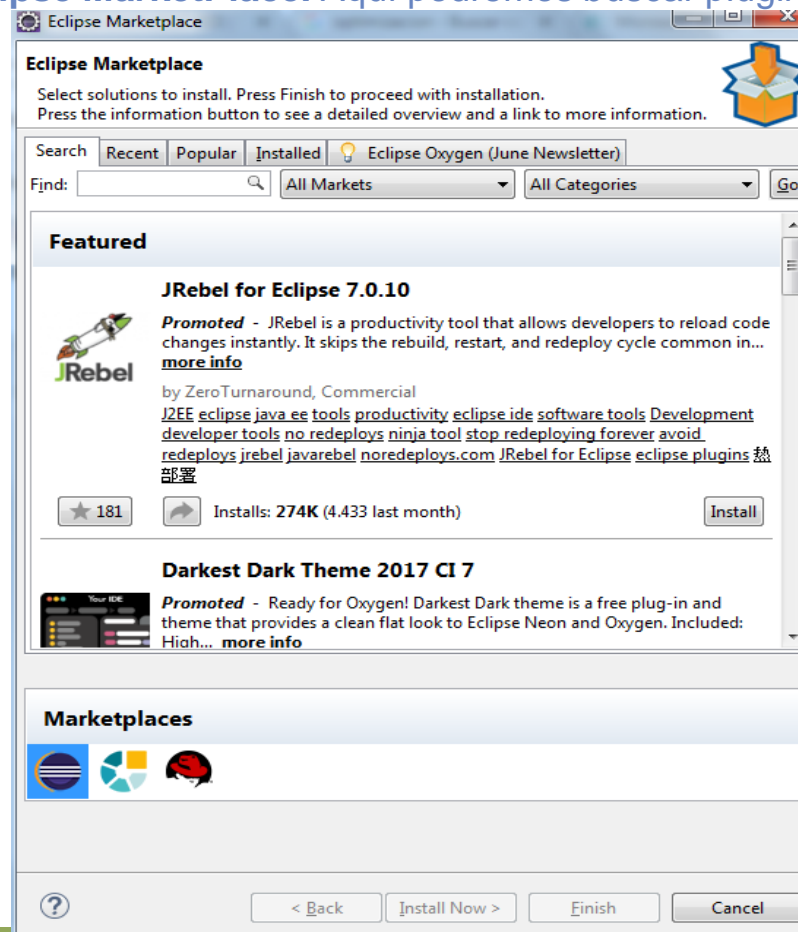 Eclipse Marketplace
Eclipse Marketplace
Select solutions to install. Press Finish to proceed with installation.
Press the information button to see a detailed overview and a link to more information.
Search Recent Popular Installed Eclipse Oxygen (June Newsletter)
Find: All Markets All Categories Go
Featured
JRebel for Eclipse 7.0.10
Promoted - JRebel is a productivity tool that allows developers to reload code
changes instantly. It skips the rebuild, restart, and redeploy cycle common in...
more info
JRebel
by ZeroTurnaround, Commercial
J2EE eclipse java ee tools productivity eclipse ide software tools Development
developer tools no redeploys ninja tool stop redeploying forever avoid
redeploys jrebel javarebel noredeploys.com JRebel for Eclipse eclipse plugins 热
部署
181 Installs: 274K (4.433 last month) Install
Darkest Dark Theme 2017 CI 7
Your IDE
Promoted - Ready for Oxygen! Darkest Dark theme is a free plug-in and
theme that provides a clean flat look to Eclipse Neon and Oxygen. Included:
High... more info
Marketplaces
? < Back Install Now > Finish Cancel